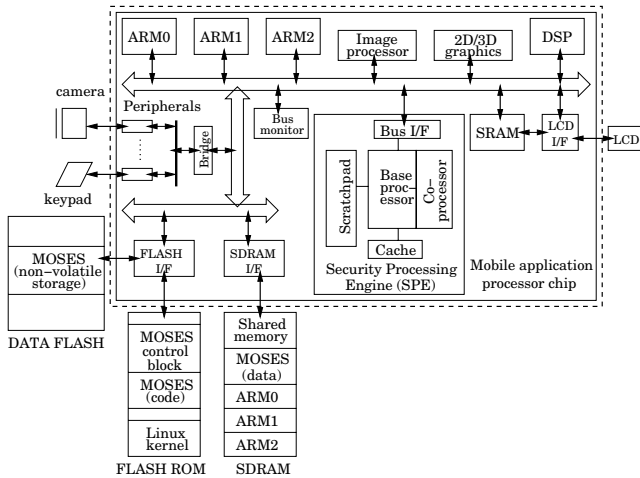 ARM0
ARM1
ARM2
Image
processor
2D/3D
graphics
DSP
camera
Peripherals
Bus
monitor
Bridge
keypad
Bus I/F
Scratchpad
Base proc-
essor
Co-
processor
Cache
Security Processing
Engine (SPE)
SRAM
LCD
I/F
LCD
Mobile application
processor chip
MOSES
(non-volatile
storage)
DATA FLASH
FLASH
I/F
SDRAM
I/F
MOSES
control
block
MOSES
(code)
Linux
kernel
FLASH ROM
Shared
memory
MOSES
(data)
ARM0
ARM1
ARM2
SDRAM